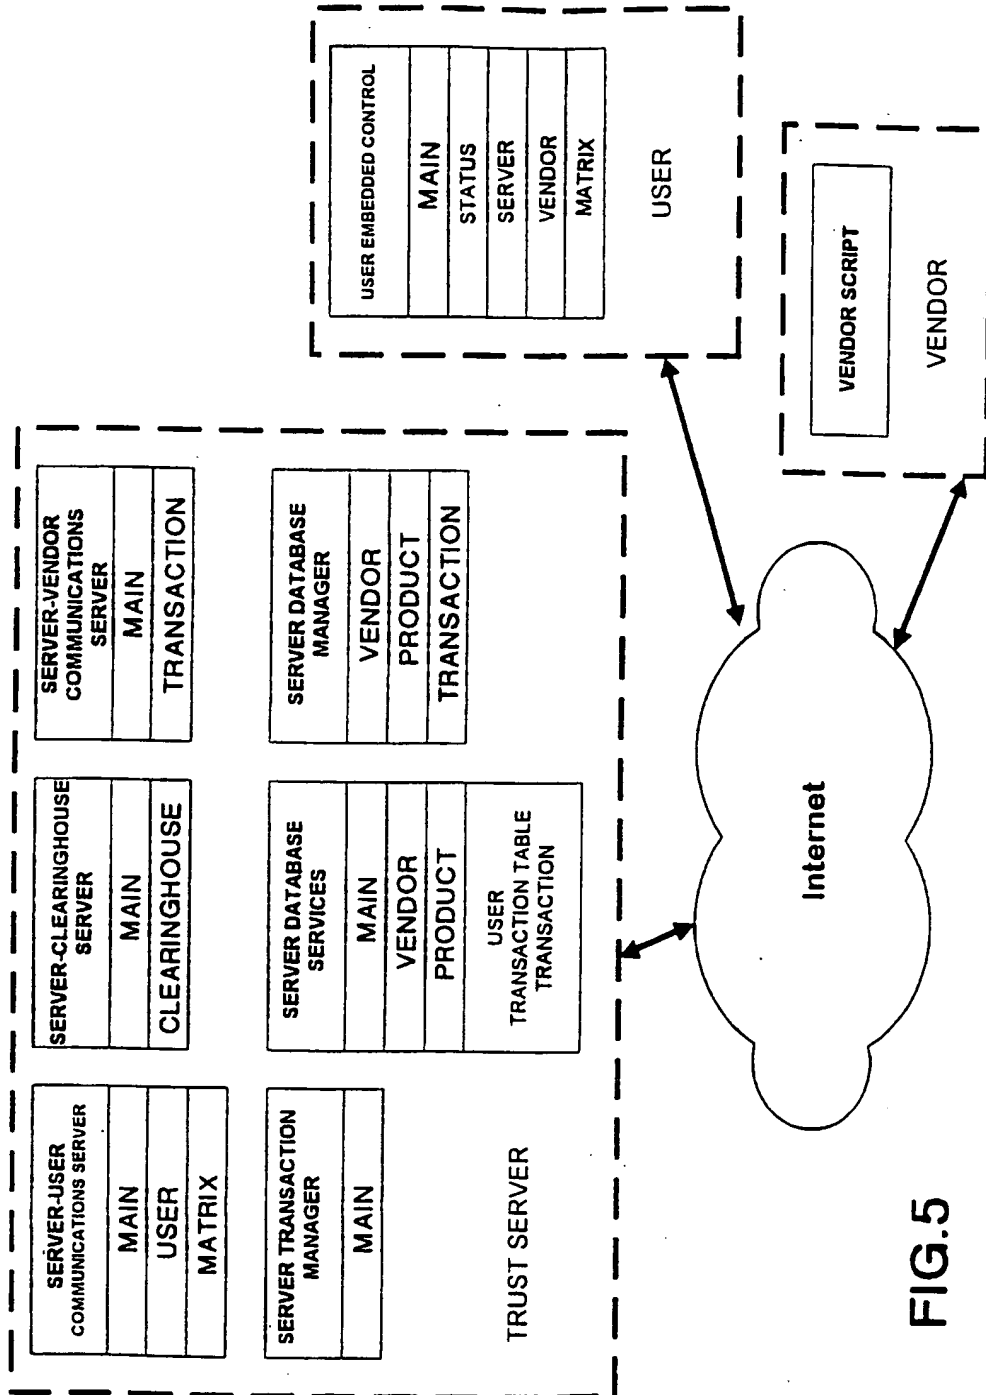 SERVER-USER
COMMUNICATIONS SERVER
MAIN
USER
MATRIX
SERVER-CLEARINGHOUSE
SERVER
MAIN
CLEARINGHOUSE
SERVER-VENDOR
COMMUNICATIONS
SERVER
MAIN
TRANSACTION
SERVER TRANSACTION
MANAGER
MAIN
SERVER DATABASE
SERVICES
MAIN
VENDOR
PRODUCT
USER
TRANSACTION TABLE
TRANSACTION
SERVER DATABASE
MANAGER
VENDOR
PRODUCT
TRANSACTION
TRUST SERVER
USER EMBEDDED CONTROL
MAIN
STATUS
SERVER
VENDOR
MATRIX
USER
Internet
VENDOR SCRIPT
VENDOR
FIG.5